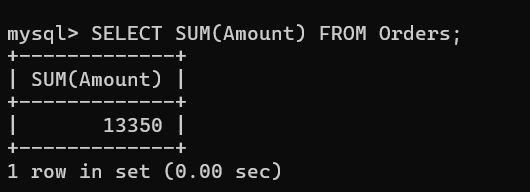 mysql> SELECT SUM(Amount) FROM Orders;
+-------------+
| SUM(Amount) |
+-------------+
|       13350 |
+-------------+
1 row in set (0.00 sec)